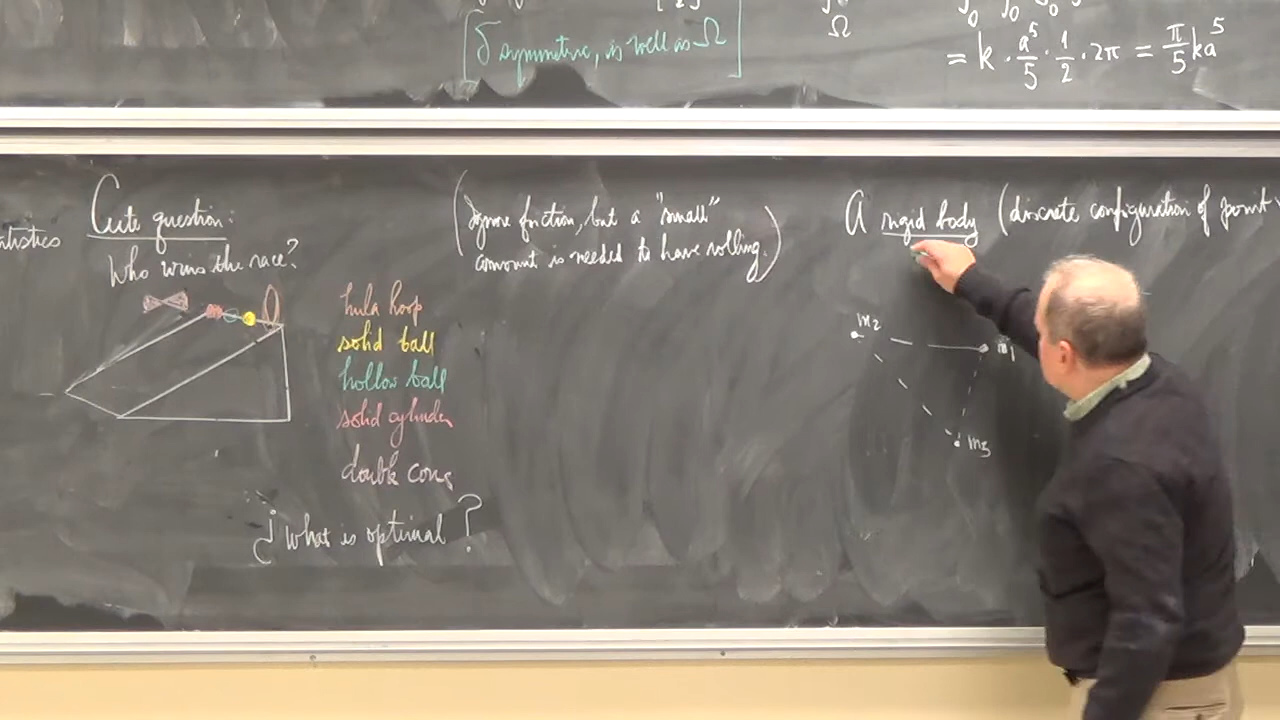 [δ symmetric, as well as Ω]
Ω
= k · a⁵/5 · 1/2 · 2π = π/5 ka⁵
Cute question:
Who wins the race?
hula hoop
solid ball
hollow ball
solid cylinder
double cone
¿ What is optimal ?
(Ignore friction, but a "small"
amount is needed to have rolling.)
A rigid body (discrete configuration of point
m₂
m₁
m₃